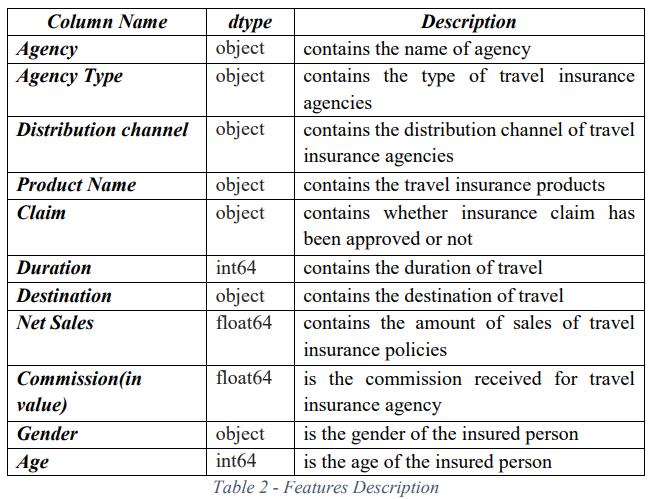 Column Name dtype Description
Agency object contains the name of agency
Agency Type object contains the type of travel insurance
agencies
Distribution channel object contains the distribution channel of travel
insurance agencies
Product Name object contains the travel insurance products
Claim object contains whether insurance claim has
been approved or not
Duration int64 contains the duration of travel
Destination object contains the destination of travel
Net Sales float64 contains the amount of sales of travel
insurance policies
Commission(in float64 is the commission received for travel
value) insurance agency
Gender object is the gender of the insured person
Age int64 is the age of the insured person
Table 2 - Features Description